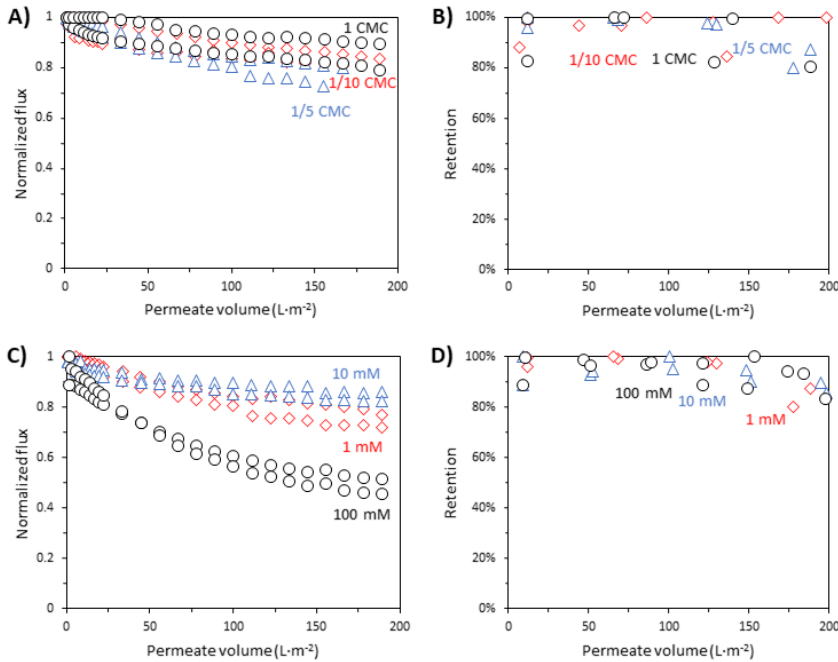 A)
1
0.8
0.6
0.4
0.2
0
0
50
100
150
200
Normalized flux
Permeate volume (L·m⁻²)
1 CMC
1/10 CMC
1/5 CMC
B)
100%
80%
60%
40%
20%
0%
0
50
100
150
200
Retention
Permeate volume (L·m⁻²)
1/10 CMC
1 CMC
1/5 CMC
C)
1
0.8
0.6
0.4
0.2
0
0
50
100
150
200
Normalized flux
Permeate volume (L·m⁻²)
10 mM
1 mM
100 mM
D)
100%
80%
60%
40%
20%
0%
0
50
100
150
200
Retention
Permeate volume (L·m⁻²)
100 mM
10 mM
1 mM